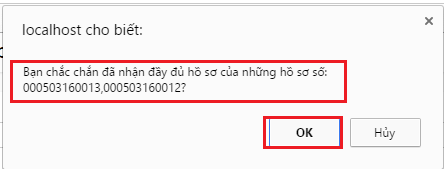 localhost cho biết:
Bạn chắc chắn đã nhận đầy đủ hồ sơ của những hồ sơ số:
000503160013,000503160012?
OK
Hủy